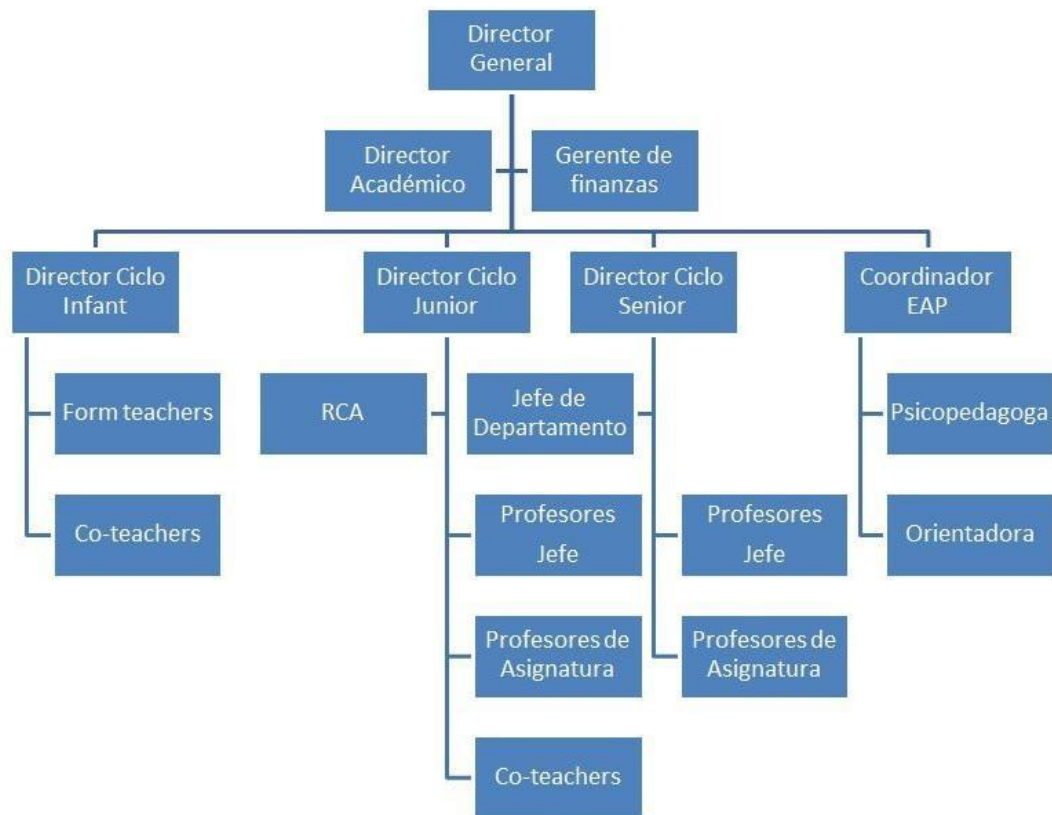 Director
General
Director
Académico
Gerente de
finanzas
Director Ciclo
Infant
Director Ciclo
Junior
Director Ciclo
Senior
Coordinador
EAP
Form teachers
RCA
Jefe de
Departamento
Psicopedagoga
Co-teachers
Profesores
Jefe
Profesores
Jefe
Orientadora
Profesores de
Asignatura
Profesores de
Asignatura
Co-teachers